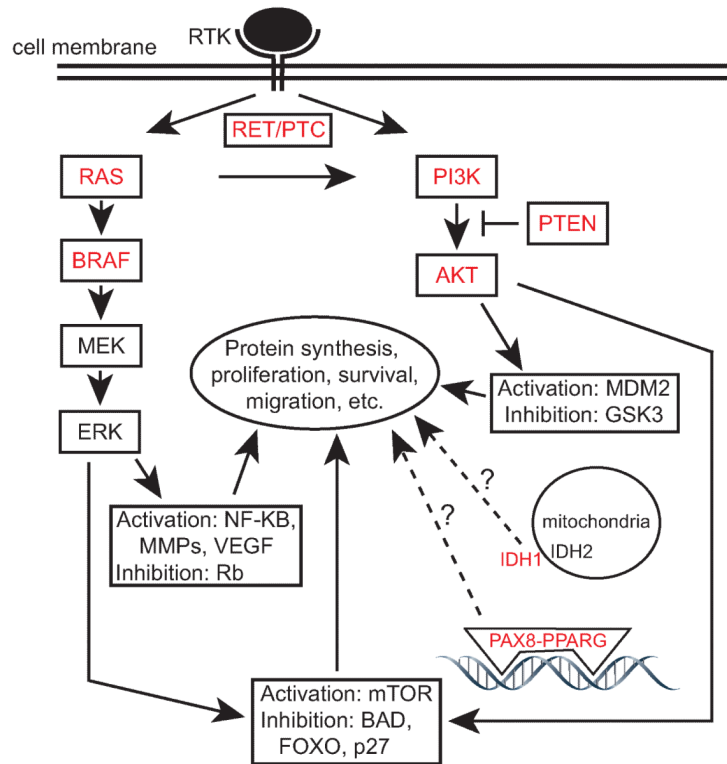 RTK
cell membrane
RET/PTC
RAS
PI3K
PTEN
BRAF
AKT
MEK
Protein synthesis,
proliferation, survival,
migration, etc.
Activation: MDM2
Inhibition: GSK3
ERK
?
?
Activation: NF-KB,
MMPs, VEGF
Inhibition: Rb
mitochondria
IDH2
IDH1
PAX8-PPARG
Activation: mTOR
Inhibition: BAD,
FOXO, p27